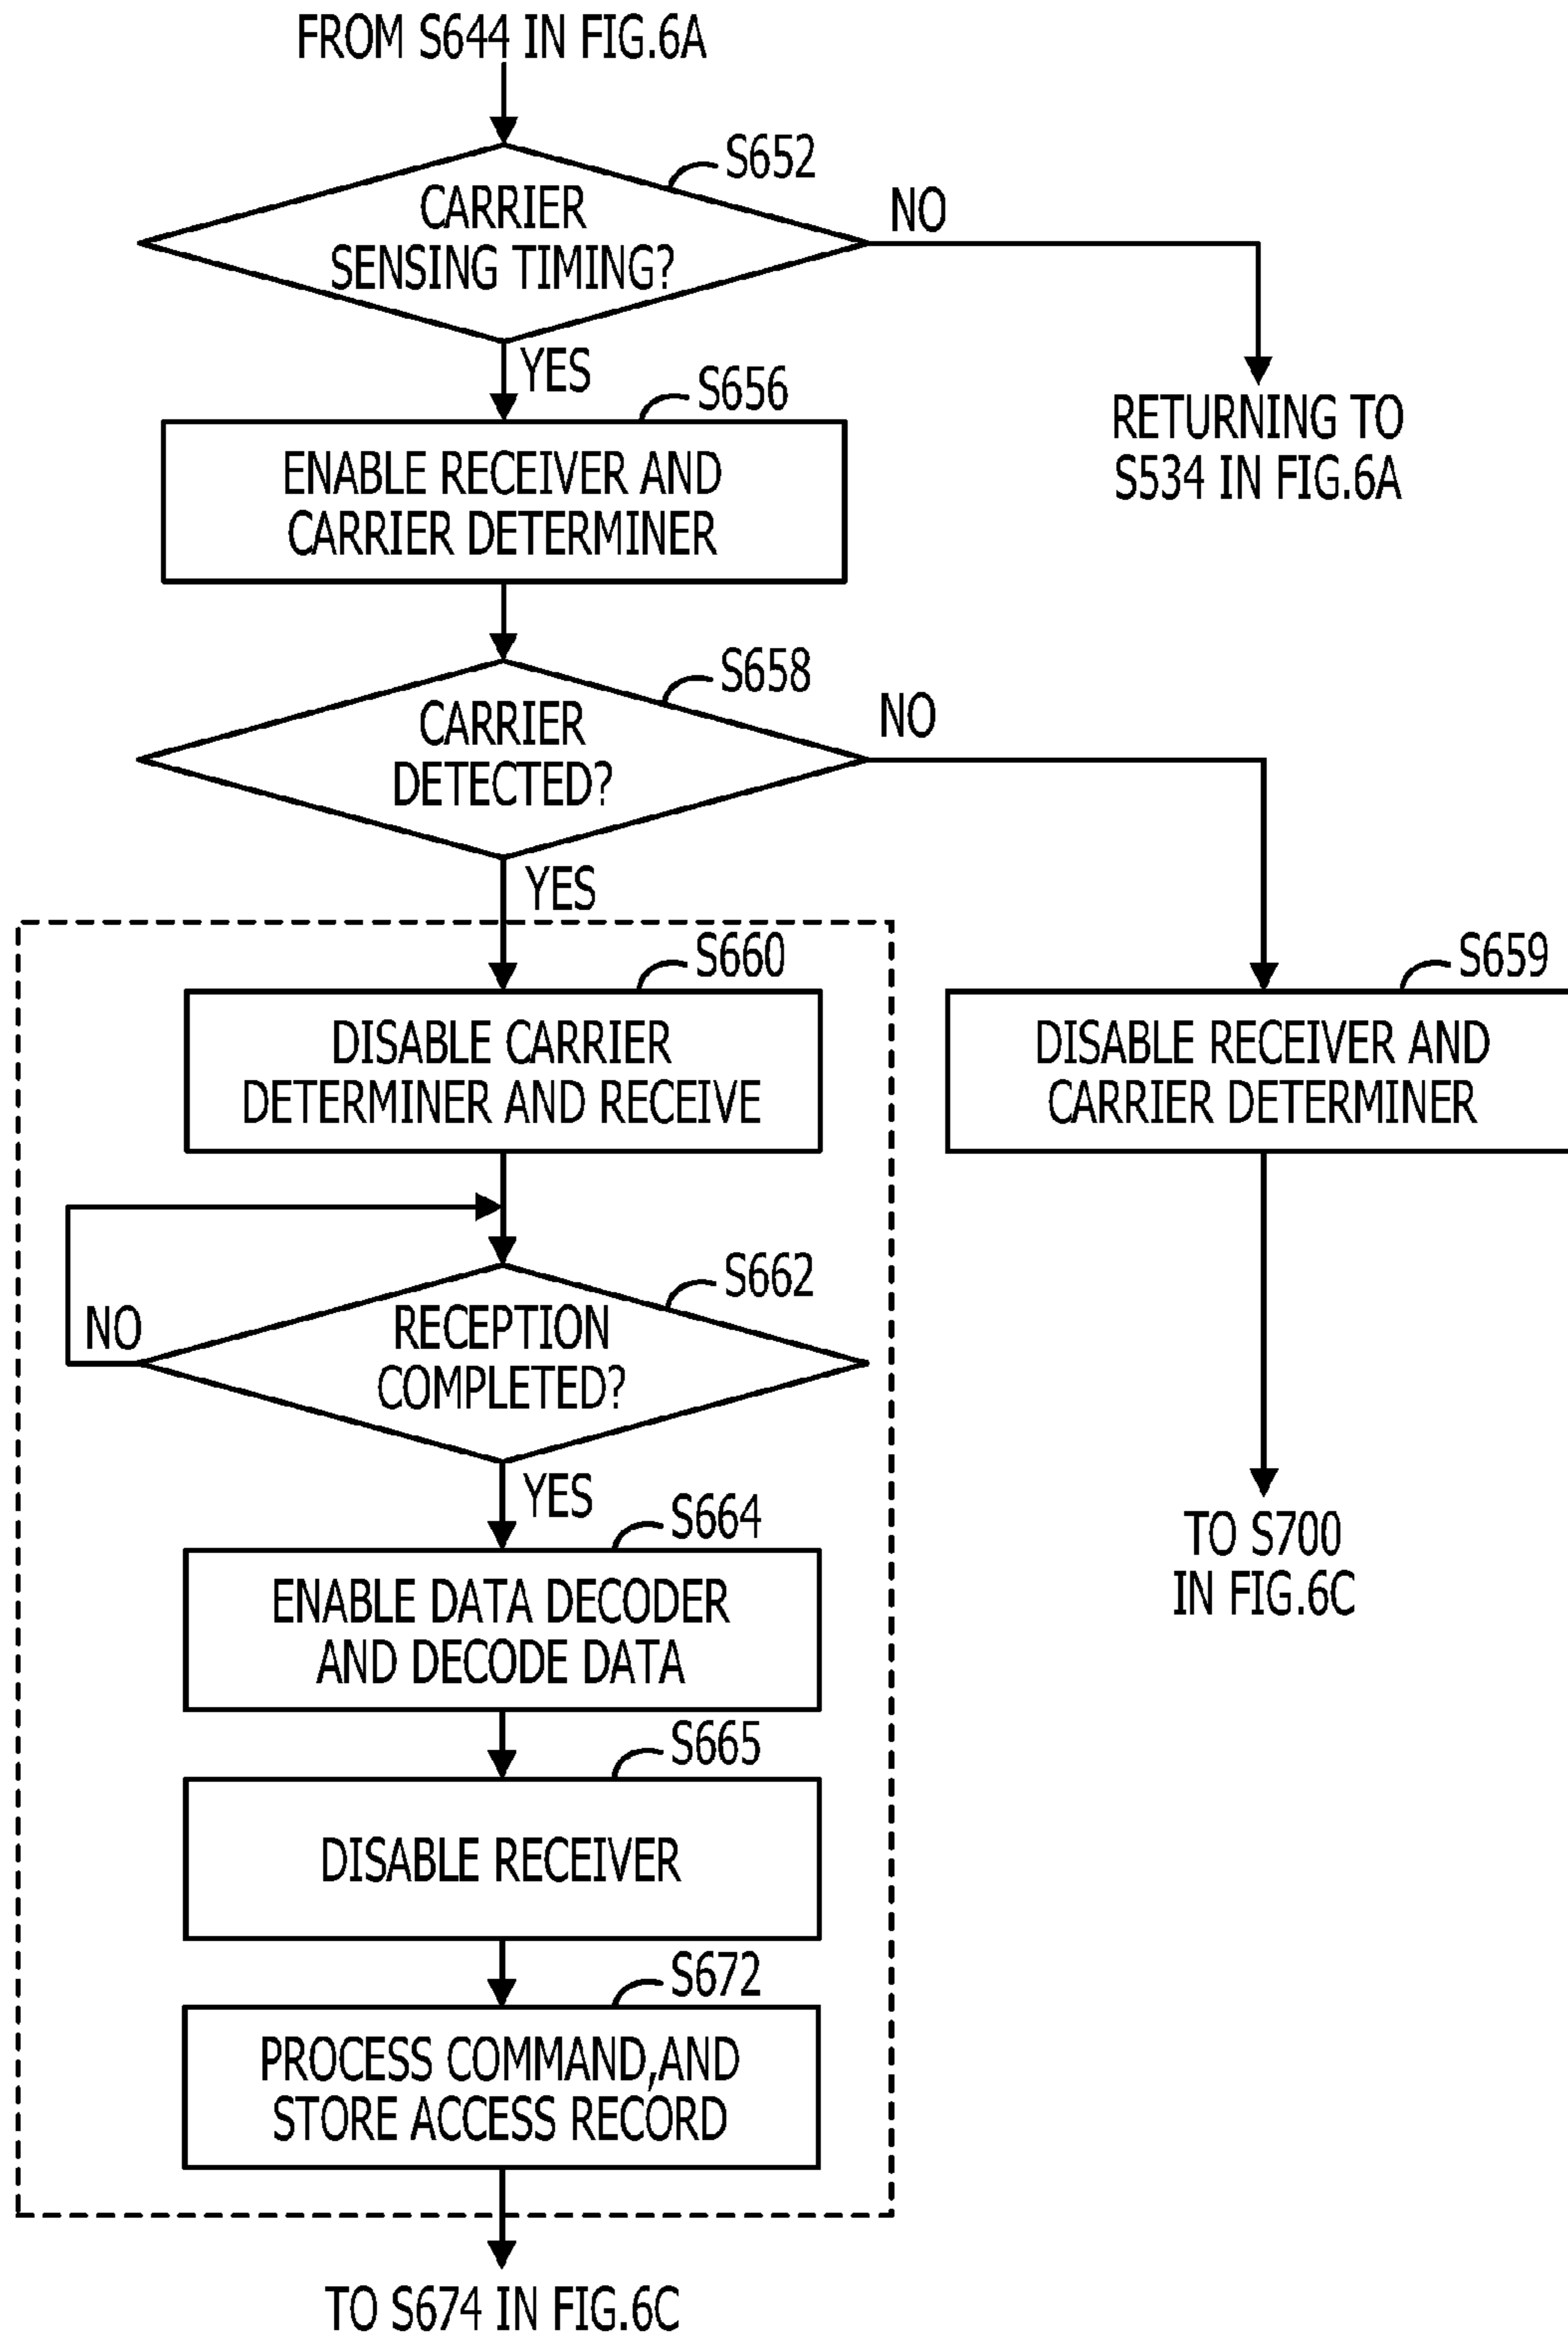 FROM S644 IN FIG.6A
S652
CARRIER
SENSING TIMING?
NO
YES
RETURNING TO
S534 IN FIG.6A
S656
ENABLE RECEIVER AND
CARRIER DETERMINER
S658
CARRIER
DETECTED?
NO
YES
S660
DISABLE CARRIER
DETERMINER AND RECEIVE
S659
DISABLE RECEIVER AND
CARRIER DETERMINER
S662
RECEPTION
COMPLETED?
NO
YES
TO S700
IN FIG.6C
S664
ENABLE DATA DECODER
AND DECODE DATA
S665
DISABLE RECEIVER
S672
PROCESS COMMAND,AND
STORE ACCESS RECORD
TO S674 IN FIG.6C